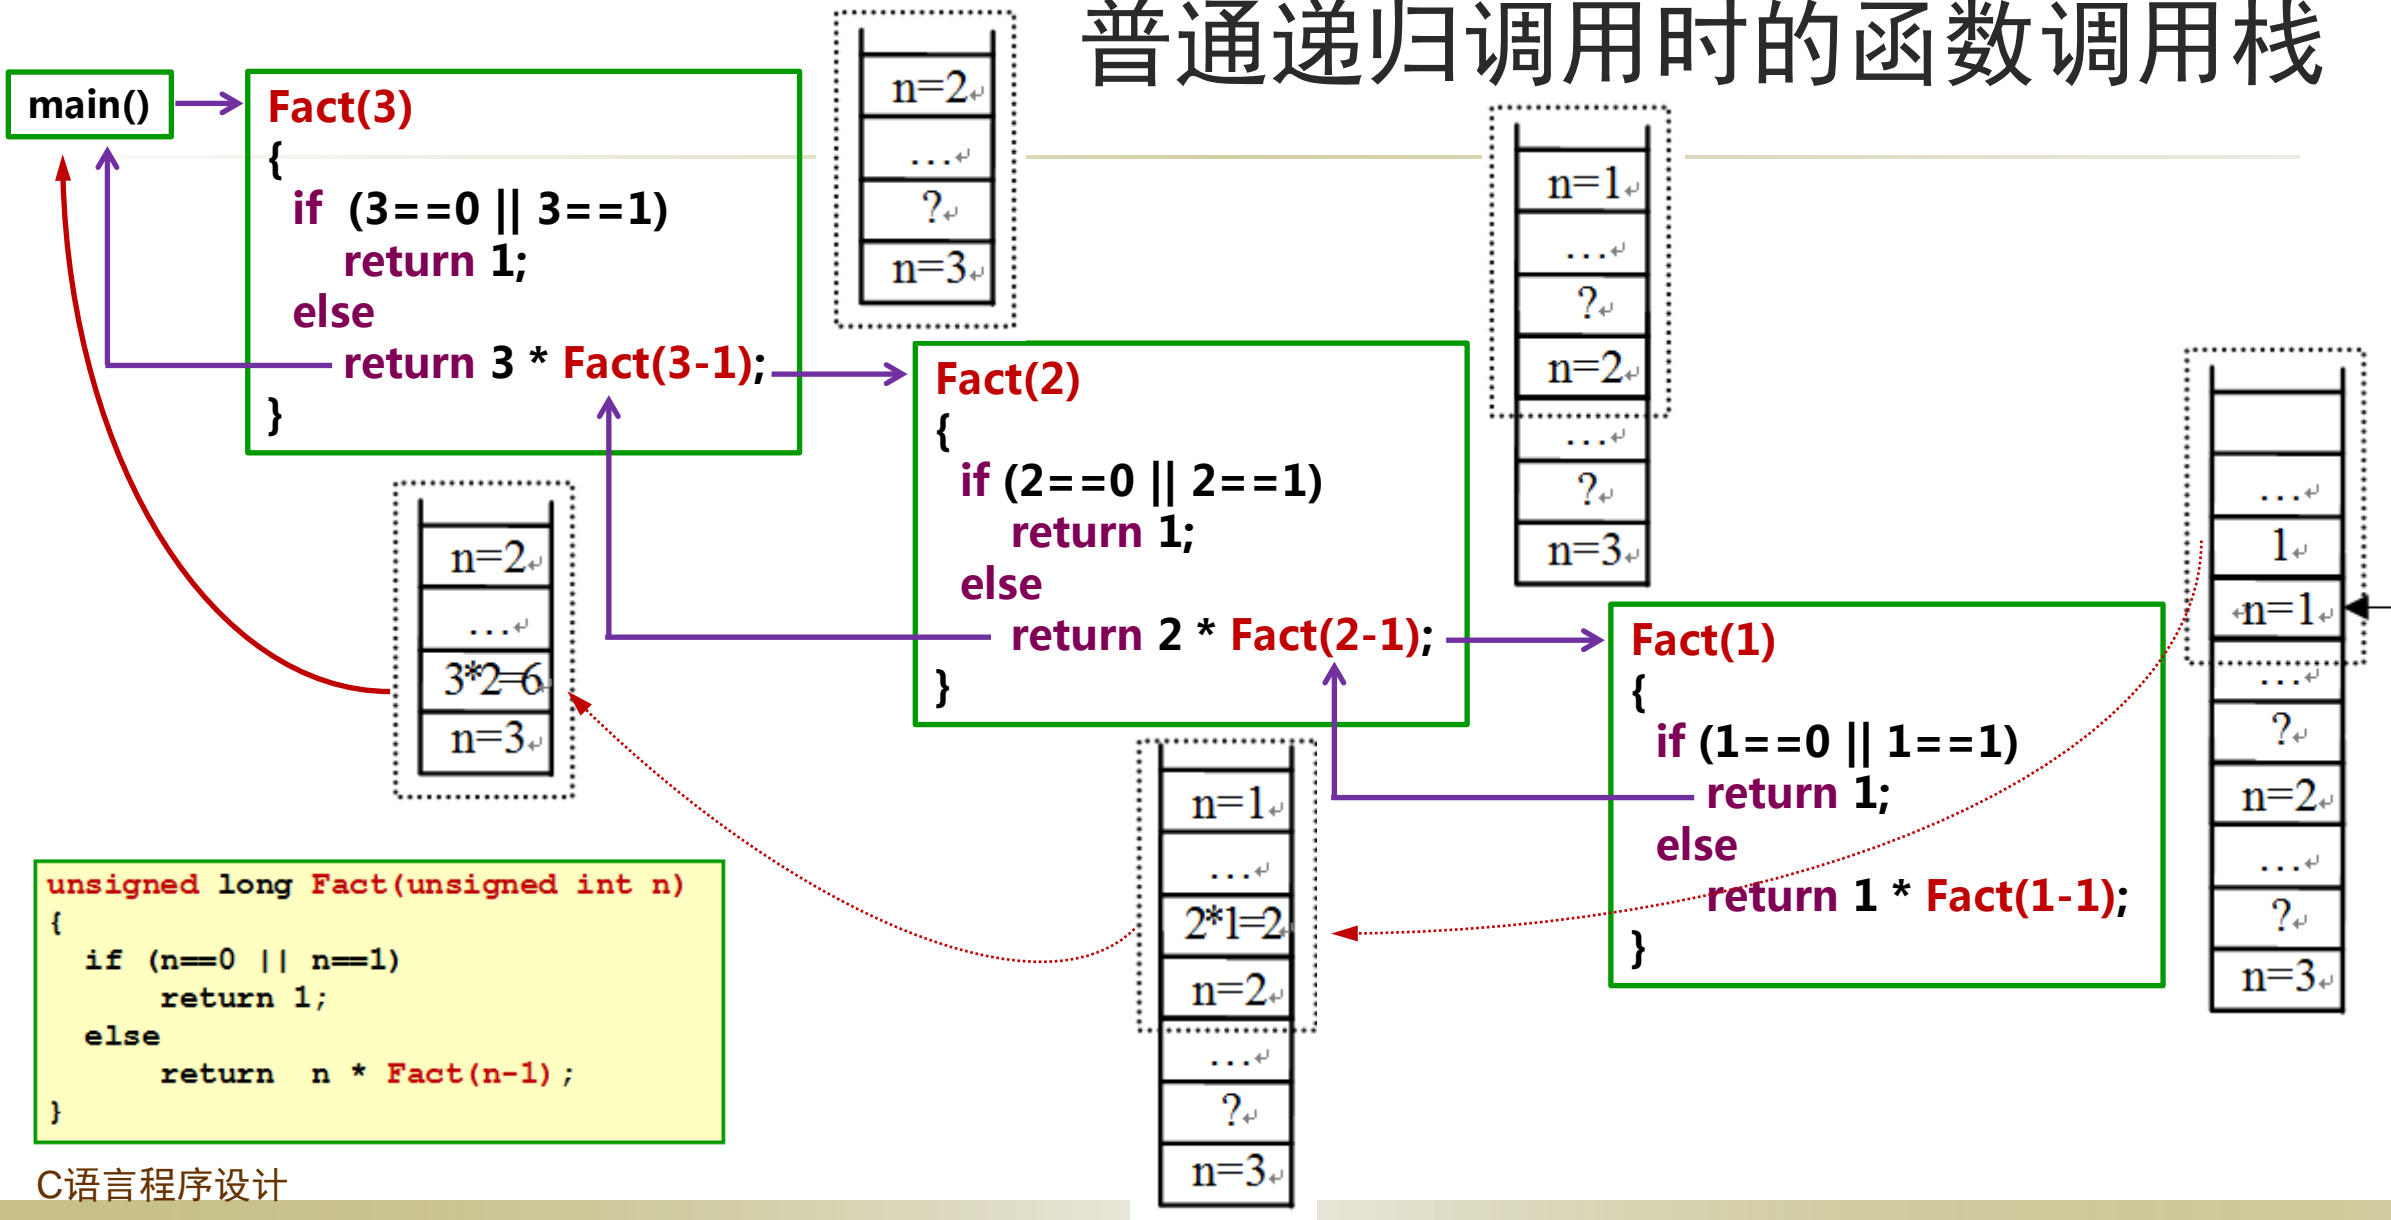 普通递归调用时的函数调用栈
main()
Fact(3)
{
if (3==0 || 3==1)
return 1;
else
return 3 * Fact(3-1);
}
n=2
...
?
n=3
Fact(2)
{
if (2==0 || 2==1)
return 1;
else
return 2 * Fact(2-1);
}
n=1
...
?
n=2
...
?
n=3
Fact(1)
{
if (1==0 || 1==1)
return 1;
else
return 1 * Fact(1-1);
}
...
1
n=1
...
?
n=2
...
?
n=3
n=1
...
2*1=2
n=2
...
?
n=3
n=2
...
3*2=6
n=3
unsigned long Fact(unsigned int n)
{
if (n==0 || n==1)
return 1;
else
return n * Fact(n-1);
}
C语言程序设计